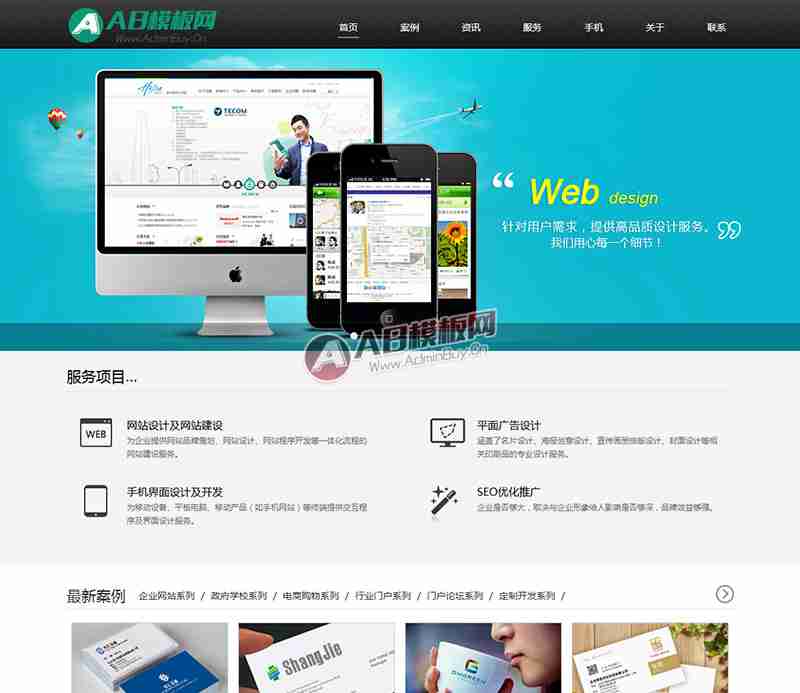 AB模板网
Www.AdminBuy.Cn
首页 案例 资讯 服务 手机 关于 联系
TECOM
Web design
针对用户需求，提供高品质设计服务。
我们用心每一个细节！
AB模板网
Www.AdminBuy.Cn
服务项目...
WEB
网站设计及网站建设
为企业提供网站品牌策划、网站设计、网站程序开发等一体化流程的
网站建设服务。
平面广告设计
涵盖了名片设计、海报创意设计、宣传画册排版设计、封面设计等相
关印刷品的专业设计服务。
手机界面设计及开发
为移动设备、平板电脑、移动产品（如手机网站）等终端提供交互程
序及界面设计服务。
SEO优化推广
企业是否够大，取决与企业形象给人影响是否够深，品牌效益够强。
最新案例 企业网站系列 / 政府学校系列 / 电商购物系列 / 行业门户系列 / 门户论坛系列 / 定制开发系列 /
ShangJie